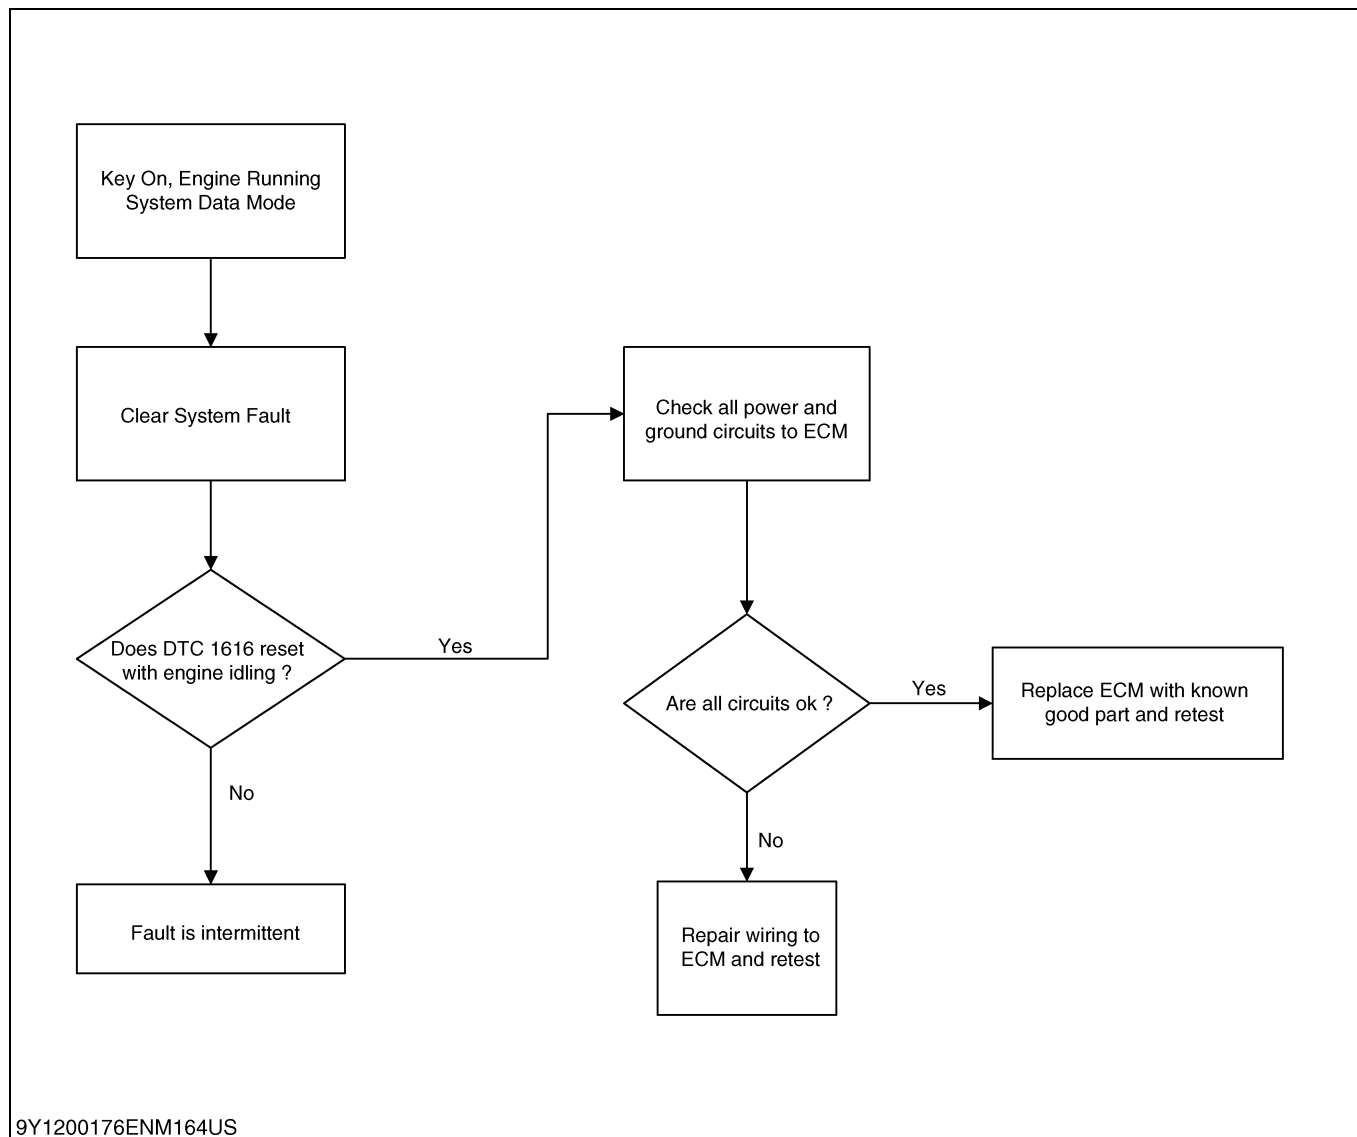 Key On, Engine Running
System Data Mode
Clear System Fault
Does DTC 1616 reset
with engine idling ?
Yes
No
Fault is intermittent
Check all power and
ground circuits to ECM
Are all circuits ok ?
Yes
Replace ECM with known
good part and retest
No
Repair wiring to
ECM and retest
9Y1200176ENM164US